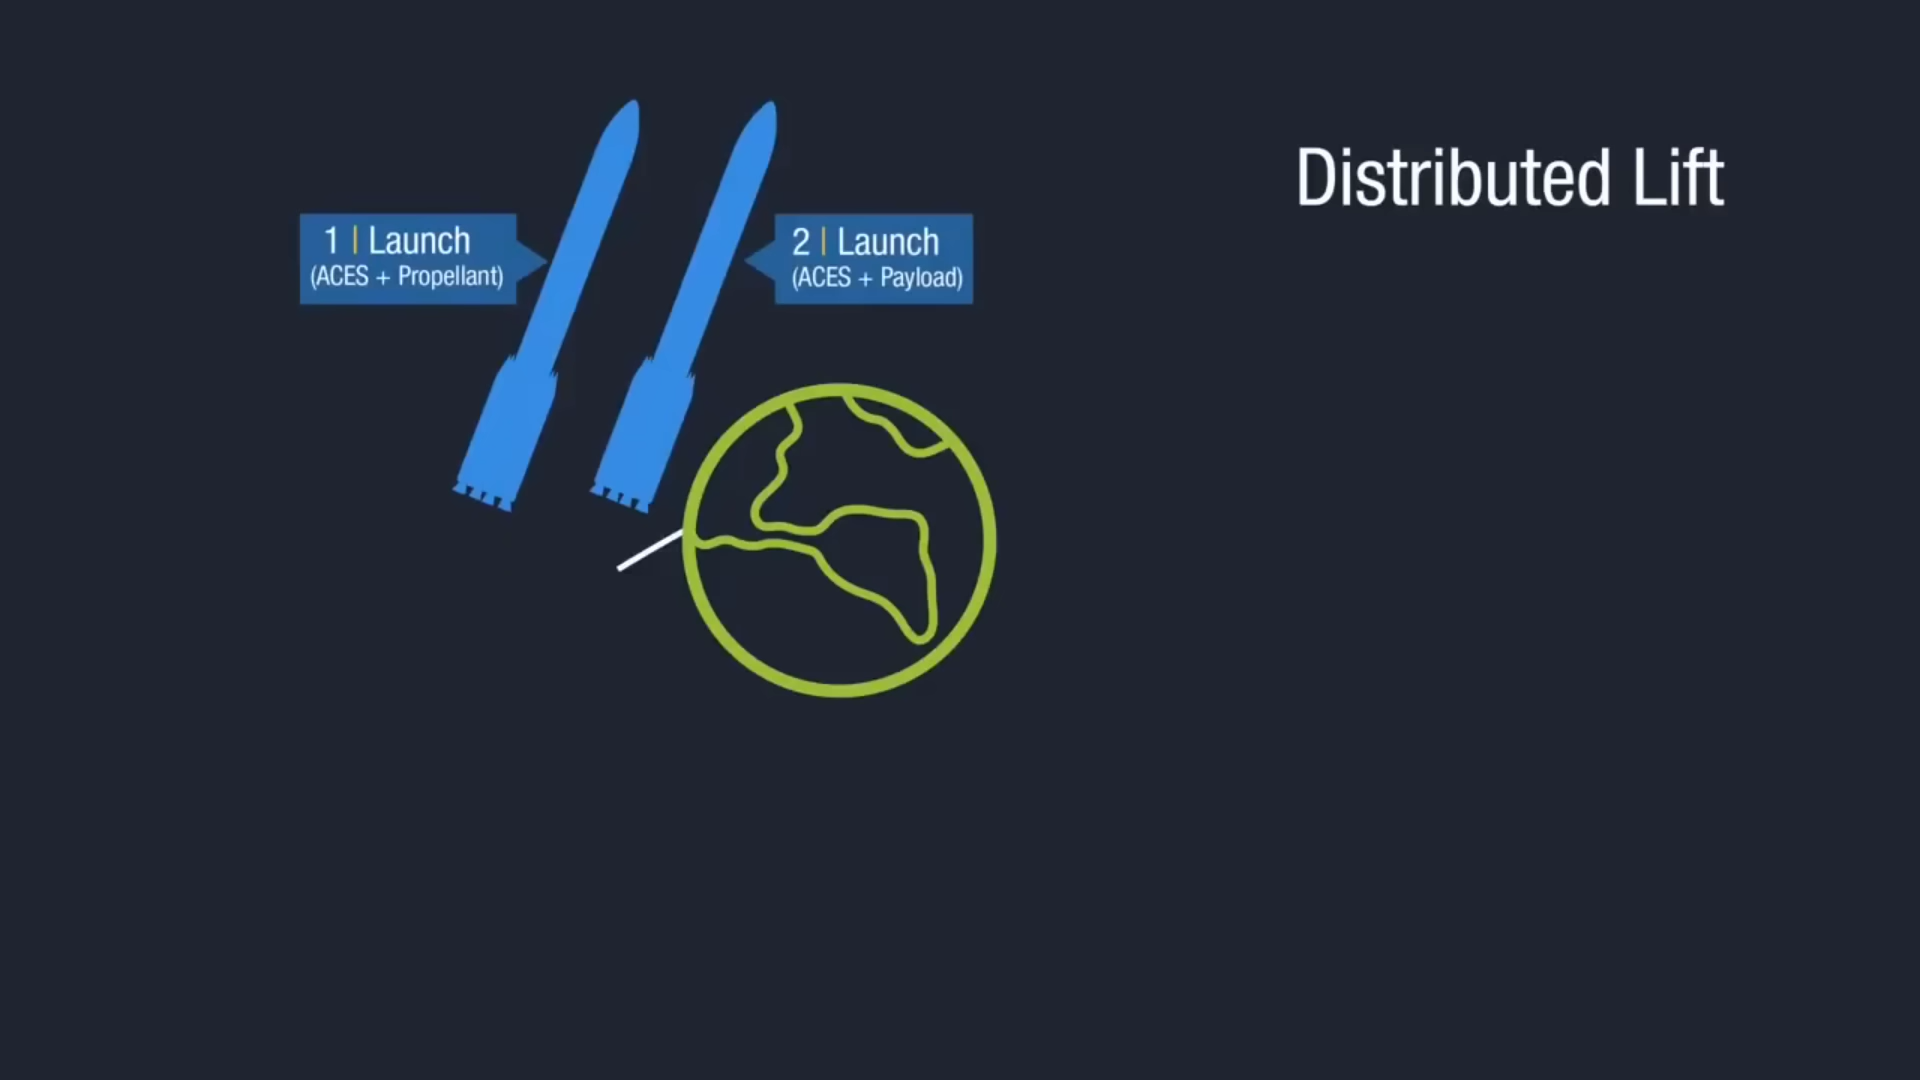 Distributed Lift
1 | Launch
(ACES + Propellant)
2 | Launch
(ACES + Payload)